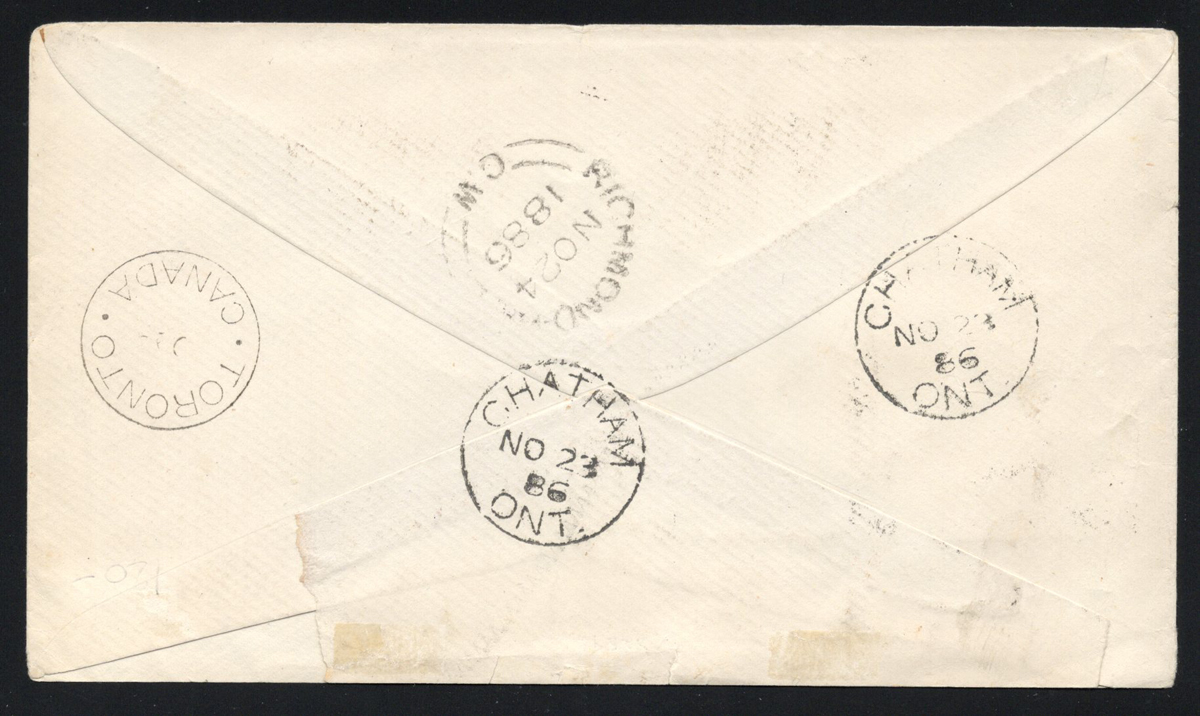 RICHMOND
C.W
NO 24
1886
CHATHAM
NO 23
86
ONT.
CANADA
TORONTO
CHATHAM
NO 23
86
ONT.